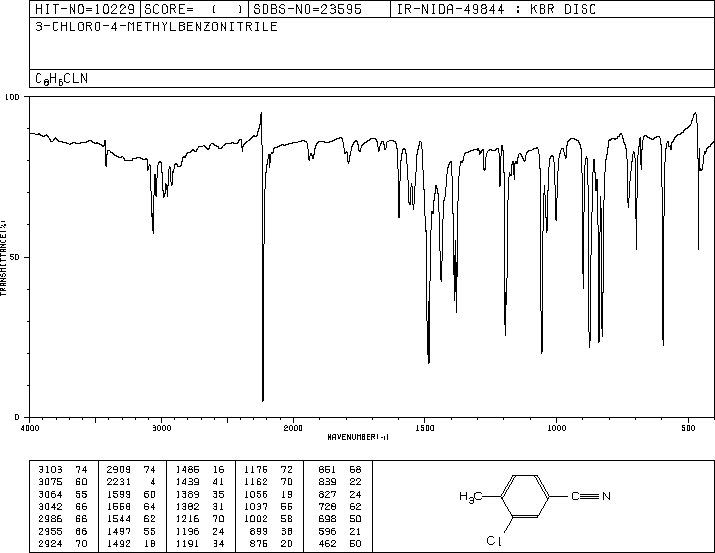 HIT-NO=10229 SCORE= ( ) SDBS-NO=23595 IR-NIDA-49844 : KBR DISC
3-CHLORO-4-METHYLBENZONITRILE
C8H6CLN
100
50
0
TRANSMITTANCE(%)
4000 3000 2000 1500 1000 500
WAVENUMBER(-1)
3103 74 2909 74 1486 16 1176 72 851 58
3075 60 2231 4 1439 41 1162 70 839 22
3064 55 1599 60 1389 35 1056 19 827 24
3042 66 1558 64 1382 31 1037 55 728 62
2986 66 1544 62 1216 70 1002 58 698 50
2955 66 1497 55 1196 24 899 38 596 21
2924 70 1492 18 1191 34 876 20 462 50
H3C C N
Cl